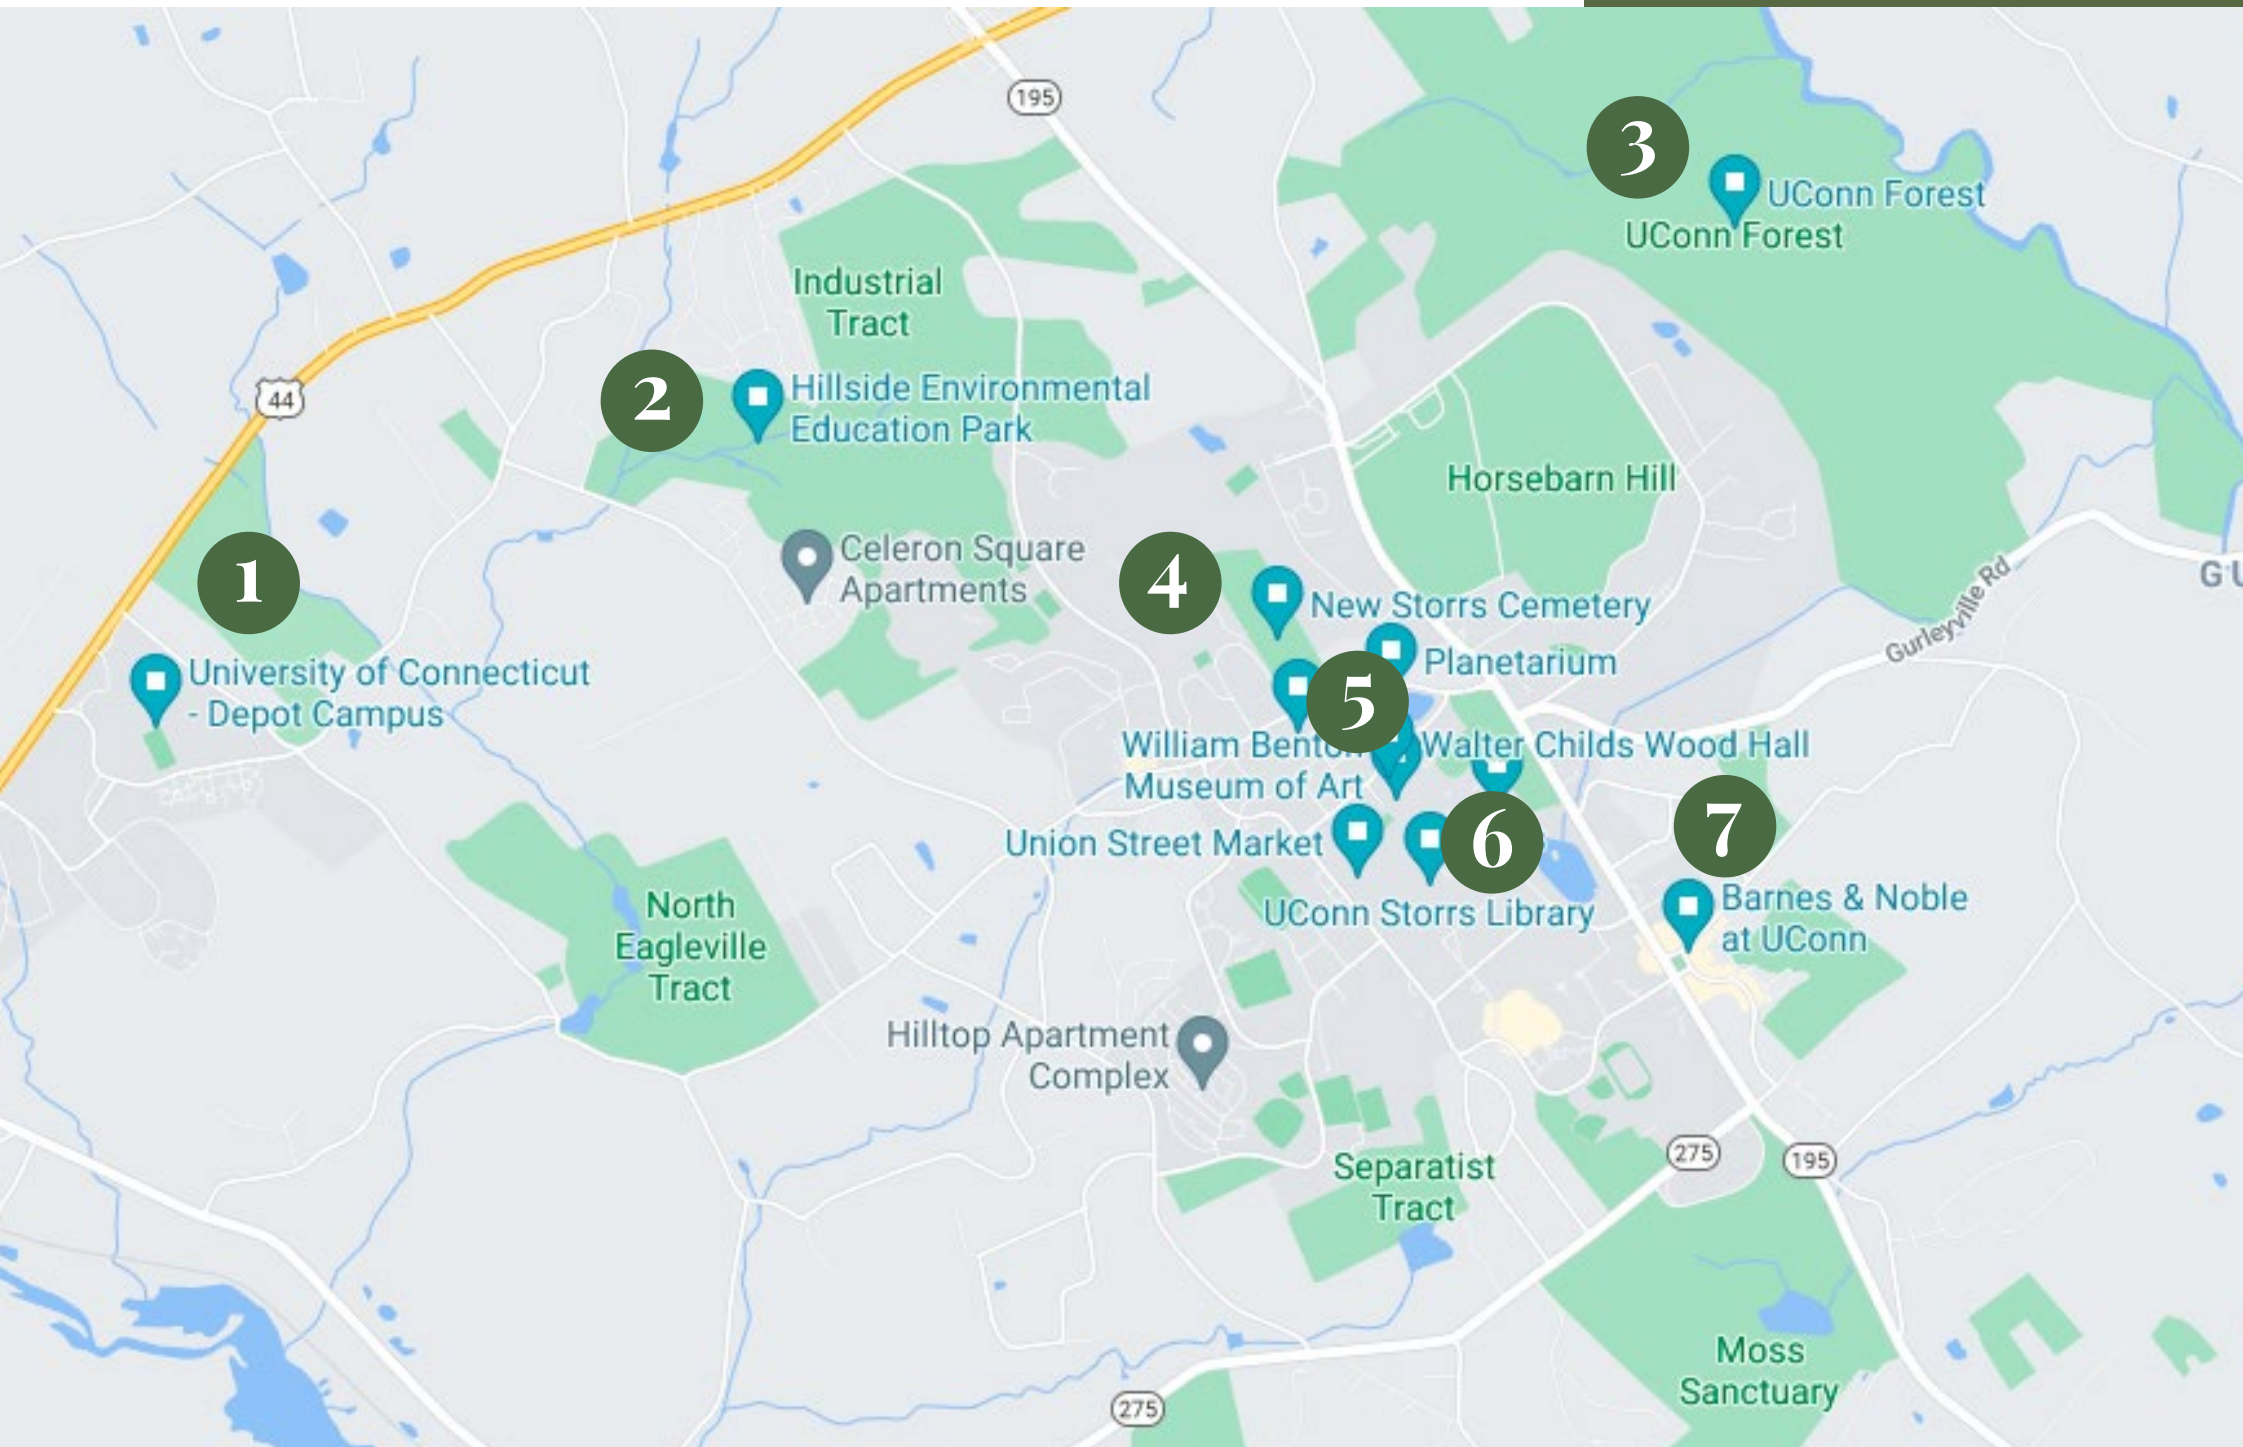 195
3
UConn Forest
UConn Forest
Industrial
Tract
44
2
Hillside Environmental
Education Park
Horsebarn Hill
1
Celeron Square
Apartments
4
New Storrs Cemetery
Gurleyville Rd
GU
University of Connecticut
- Depot Campus
Planetarium
5
William Benton
Museum of Art
Walter Childs Wood Hall
Union Street Market
6
7
UConn Storrs Library
Barnes & Noble
at UConn
North
Eagleville
Tract
Hilltop Apartment
Complex
Separatist
Tract
275
195
Moss
Sanctuary
275